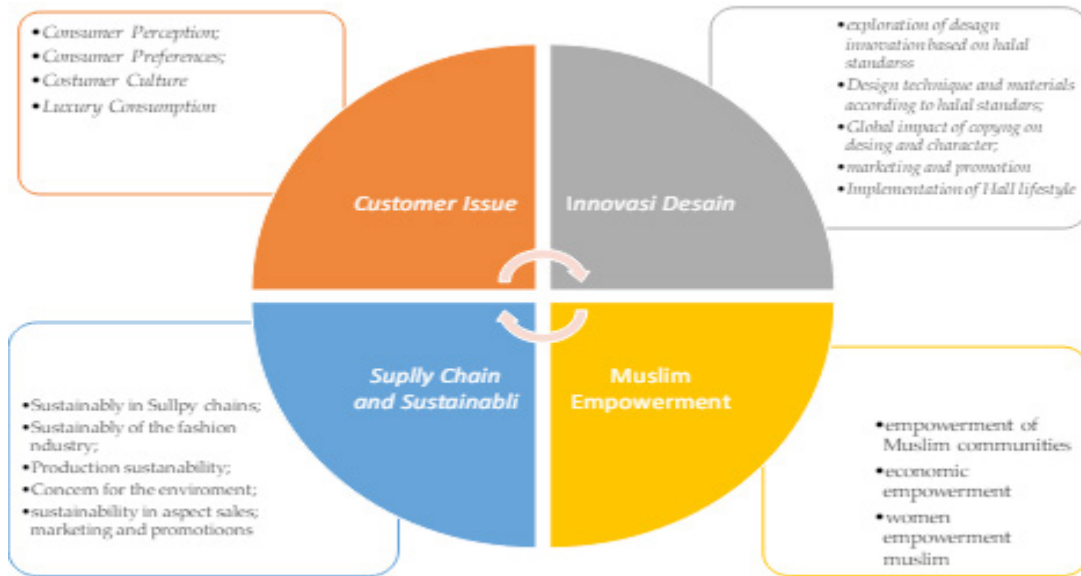 •Consumer Perception;
•Consumer Preferences;
•Costumer Culture
•Luxury Consumption
•exploration of desaign
innovation based on halal
standarss
•Design technique and materials
according to halal standars;
•Global impact of copyng on
desing and character;
•marketing and promotion
•Implementation of Hall lifestyle
Customer Issue
Innovasi Desain
Suplly Chain
and Sustainabli
Muslim
Empowerment
•Sustainably in Sullpy chains;
•Sustainably of the fashion
ndustry;
•Production sustanability;
•Concern for the enviroment;
•sustainability in aspect sales;
marketing and promotioons
•empowerment of
Muslim communities
•economic
empowerment
•women
empowerment
muslim